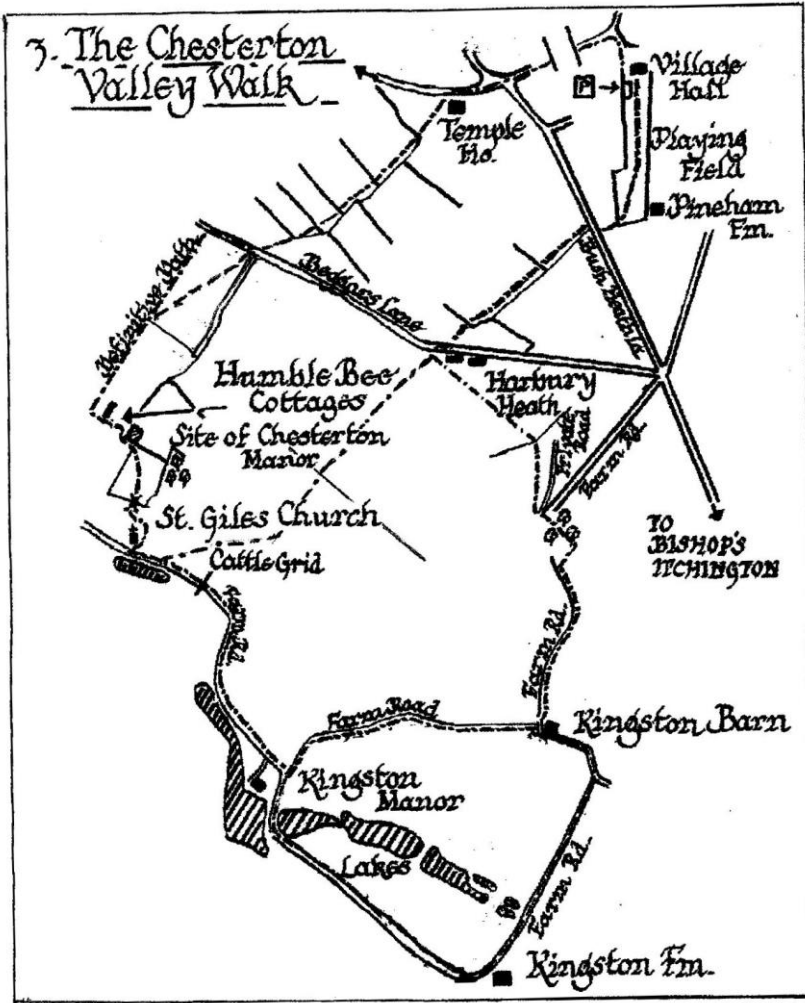 3. The Chesterton
Valley Walk
P
Village
Hall
Temple
Ho.
Playing
Field
Pineham
Fm.
Bush Heath La.
Definitive Path
Beggars Lane
Humble Bee
Cottages
Harbury
Heath
Private
Road
Farm Rd.
Site of Chesterton
Manor
St. Giles Church
Cattle Grid
TO
BISHOP'S
ITCHINGTON
Farm Rd.
Farm Rd.
Farm Road
Kingston Barn
Kingston
Manor
Lakes
Farm Rd.
Kingston Fm.